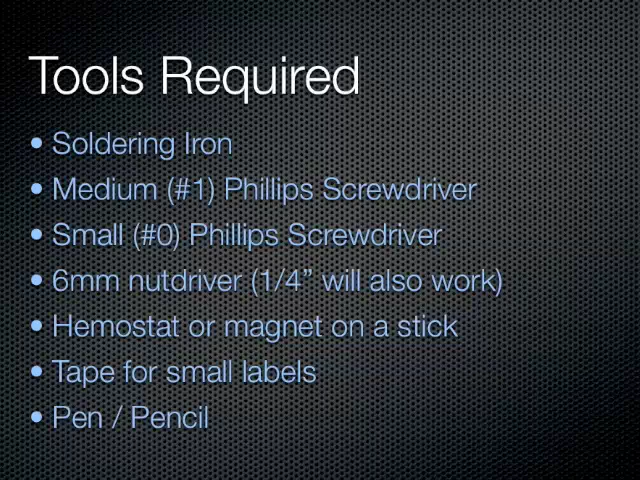 Tools Required
• Soldering Iron
• Medium (#1) Phillips Screwdriver
• Small (#0) Phillips Screwdriver
• 6mm nutdriver (1/4” will also work)
• Hemostat or magnet on a stick
• Tape for small labels
• Pen / Pencil